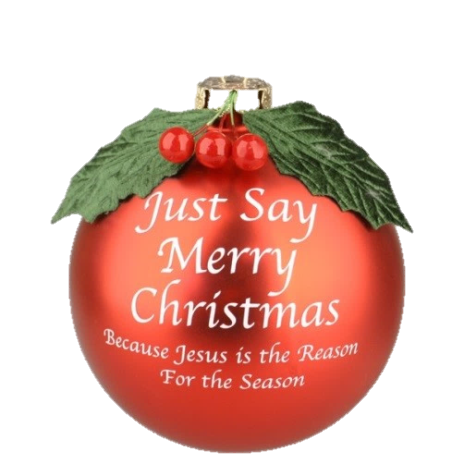 Just Say
Merry
Christmas
Because Jesus is the Reason
For the Season